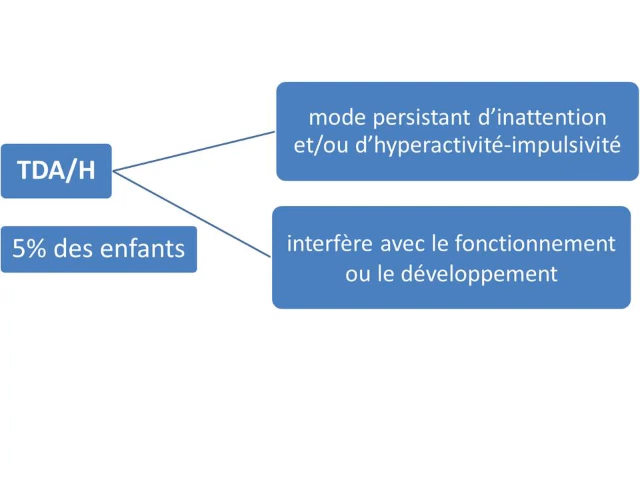 mode persistant d’inattention
et/ou d’hyperactivité-impulsivité
TDA/H
5% des enfants
interfère avec le fonctionnement
ou le développement